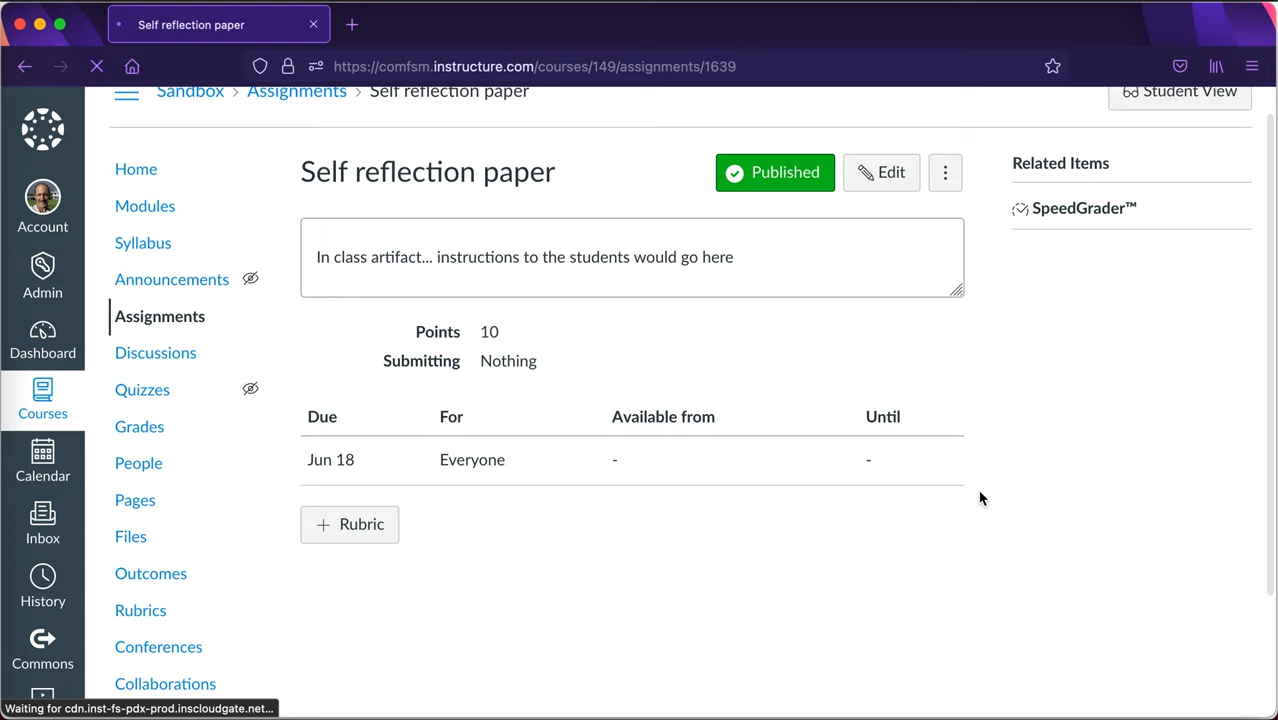 Self reflection paper
https://comfsm.instructure.com/courses/149/assignments/1639
Sandbox > Assignments > Self reflection paper
Student View
Account
Admin
Dashboard
Courses
Calendar
Inbox
History
Commons
Home
Modules
Syllabus
Announcements
Assignments
Discussions
Quizzes
Grades
People
Pages
Files
Outcomes
Rubrics
Conferences
Collaborations
Self reflection paper
Published
Edit
In class artifact... instructions to the students would go here
Points 10
Submitting Nothing
Due For Available from Until
Jun 18 Everyone - -
+ Rubric
Related Items
SpeedGrader™
Waiting for cdn.inst-fs-pdx-prod.inscloudgate.net...